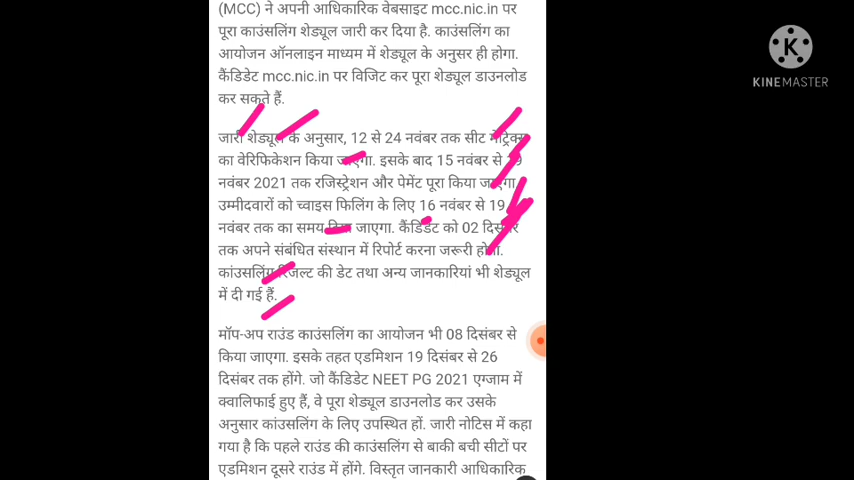 (MCC) ने अपनी आधिकारिक वेबसाइट mcc.nic.in पर
पूरा काउंसलिंग शेड्यूल जारी कर दिया है. काउंसलिंग का
आयोजन ऑनलाइन माध्यम में शेड्यूल के अनुसर ही होगा.
कैंडिडेट mcc.nic.in पर विजिट कर पूरा शेड्यूल डाउनलोड
कर सकते हैं.
जारी शेड्यूल के अनुसार, 12 से 24 नवंबर तक सीट मैट्रिक्स
का वेरिफिकेशन किया जाएगा. इसके बाद 15 नवंबर से
नवंबर 2021 तक रजिस्ट्रेशन और पेमेंट पूरा किया जाएगा.
उम्मीदवारों को च्वाइस फिलिंग के लिए 16 नवंबर से 19
नवंबर तक का समय दिया जाएगा. कैंडिडेट को 02 दिसंबर
तक अपने संबंधित संस्थान में रिपोर्ट करना जरूरी होगा.
कांउसलिंग रिजल्ट की डेट तथा अन्य जानकारियां भी शेड्यूल
में दी गई हैं.
मॉप-अप राउंड काउंसलिंग का आयोजन भी 08 दिसंबर से
किया जाएगा. इसके तहत एडमिशन 19 दिसंबर से 26
दिसंबर तक होंगे. जो कैंडिडेट NEET PG 2021 एग्जाम में
क्वालिफाई हुए हैं, वे पूरा शेड्यूल डाउनलोड कर उसके
अनुसार कांउसलिंग के लिए उपस्थित हों. जारी नोटिस में कहा
गया है कि पहले राउंड की काउंसलिंग से बाकी बची सीटों पर
एडमिशन दूसरे राउंड में होंगे. विस्तृत जानकारी आधिकारिक
K
KINEMASTER